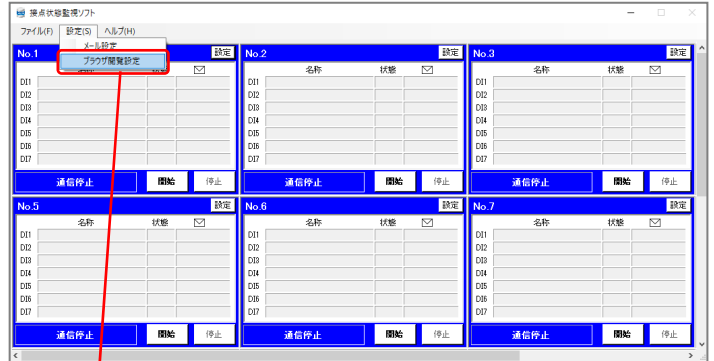 接点状態監視ソフト
ファイル(F) 設定(S) ヘルプ(H)
メール設定
ブラウザ閲覧設定
No.1 設定
DI1
DI2
DI3
DI4
DI5
DI6
DI7
通信停止 開始 停止
No.2 設定
名称 状態
DI1
DI2
DI3
DI4
DI5
DI6
DI7
通信停止 開始 停止
No.3
名称 状態
DI1
DI2
DI3
DI4
DI5
DI6
DI7
通信停止 開始 停止
No.5 設定
名称 状態
DI1
DI2
DI3
DI4
DI5
DI6
DI7
通信停止 開始 停止
No.6 設定
名称 状態
DI1
DI2
DI3
DI4
DI5
DI6
DI7
通信停止 開始 停止
No.7 設定
名称 状態
DI1
DI2
DI3
DI4
DI5
DI6
DI7
通信停止 開始 停止